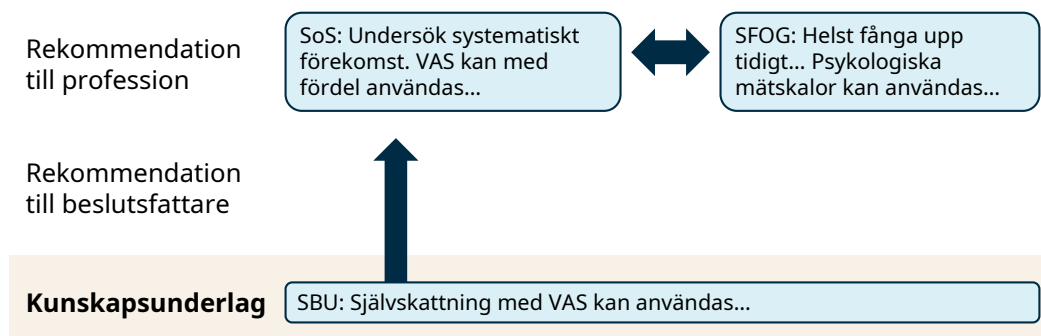 Rekommendation
till profession
SoS: Undersök systematiskt
förekomst. VAS kan med
fördel användas...
SFOG: Helst fånga upp
tidigt... Psykologiska
mätskalor kan användas...
Rekommendation
till beslutsfattare
Kunskapsunderlag
SBU: Självskattning med VAS kan användas...